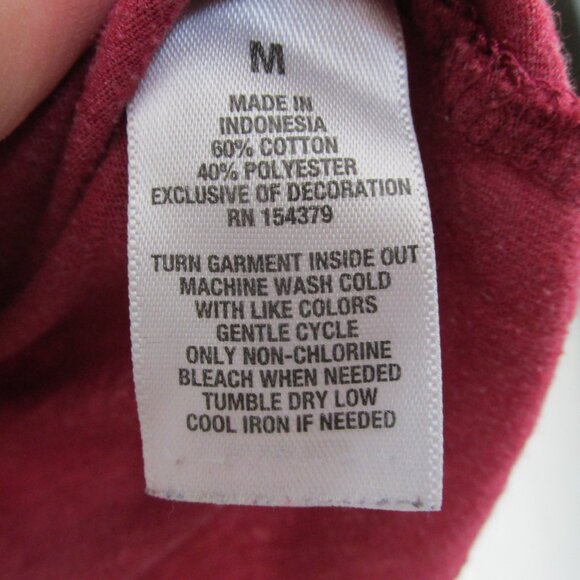 M
MADE IN
INDONESIA
60% COTTON
40% POLYESTER
EXCLUSIVE OF DECORATION
RN 154379
TURN GARMENT INSIDE OUT
MACHINE WASH COLD
WITH LIKE COLORS
GENTLE CYCLE
ONLY NON-CHLORINE
BLEACH WHEN NEEDED
TUMBLE DRY LOW
COOL IRON IF NEEDED